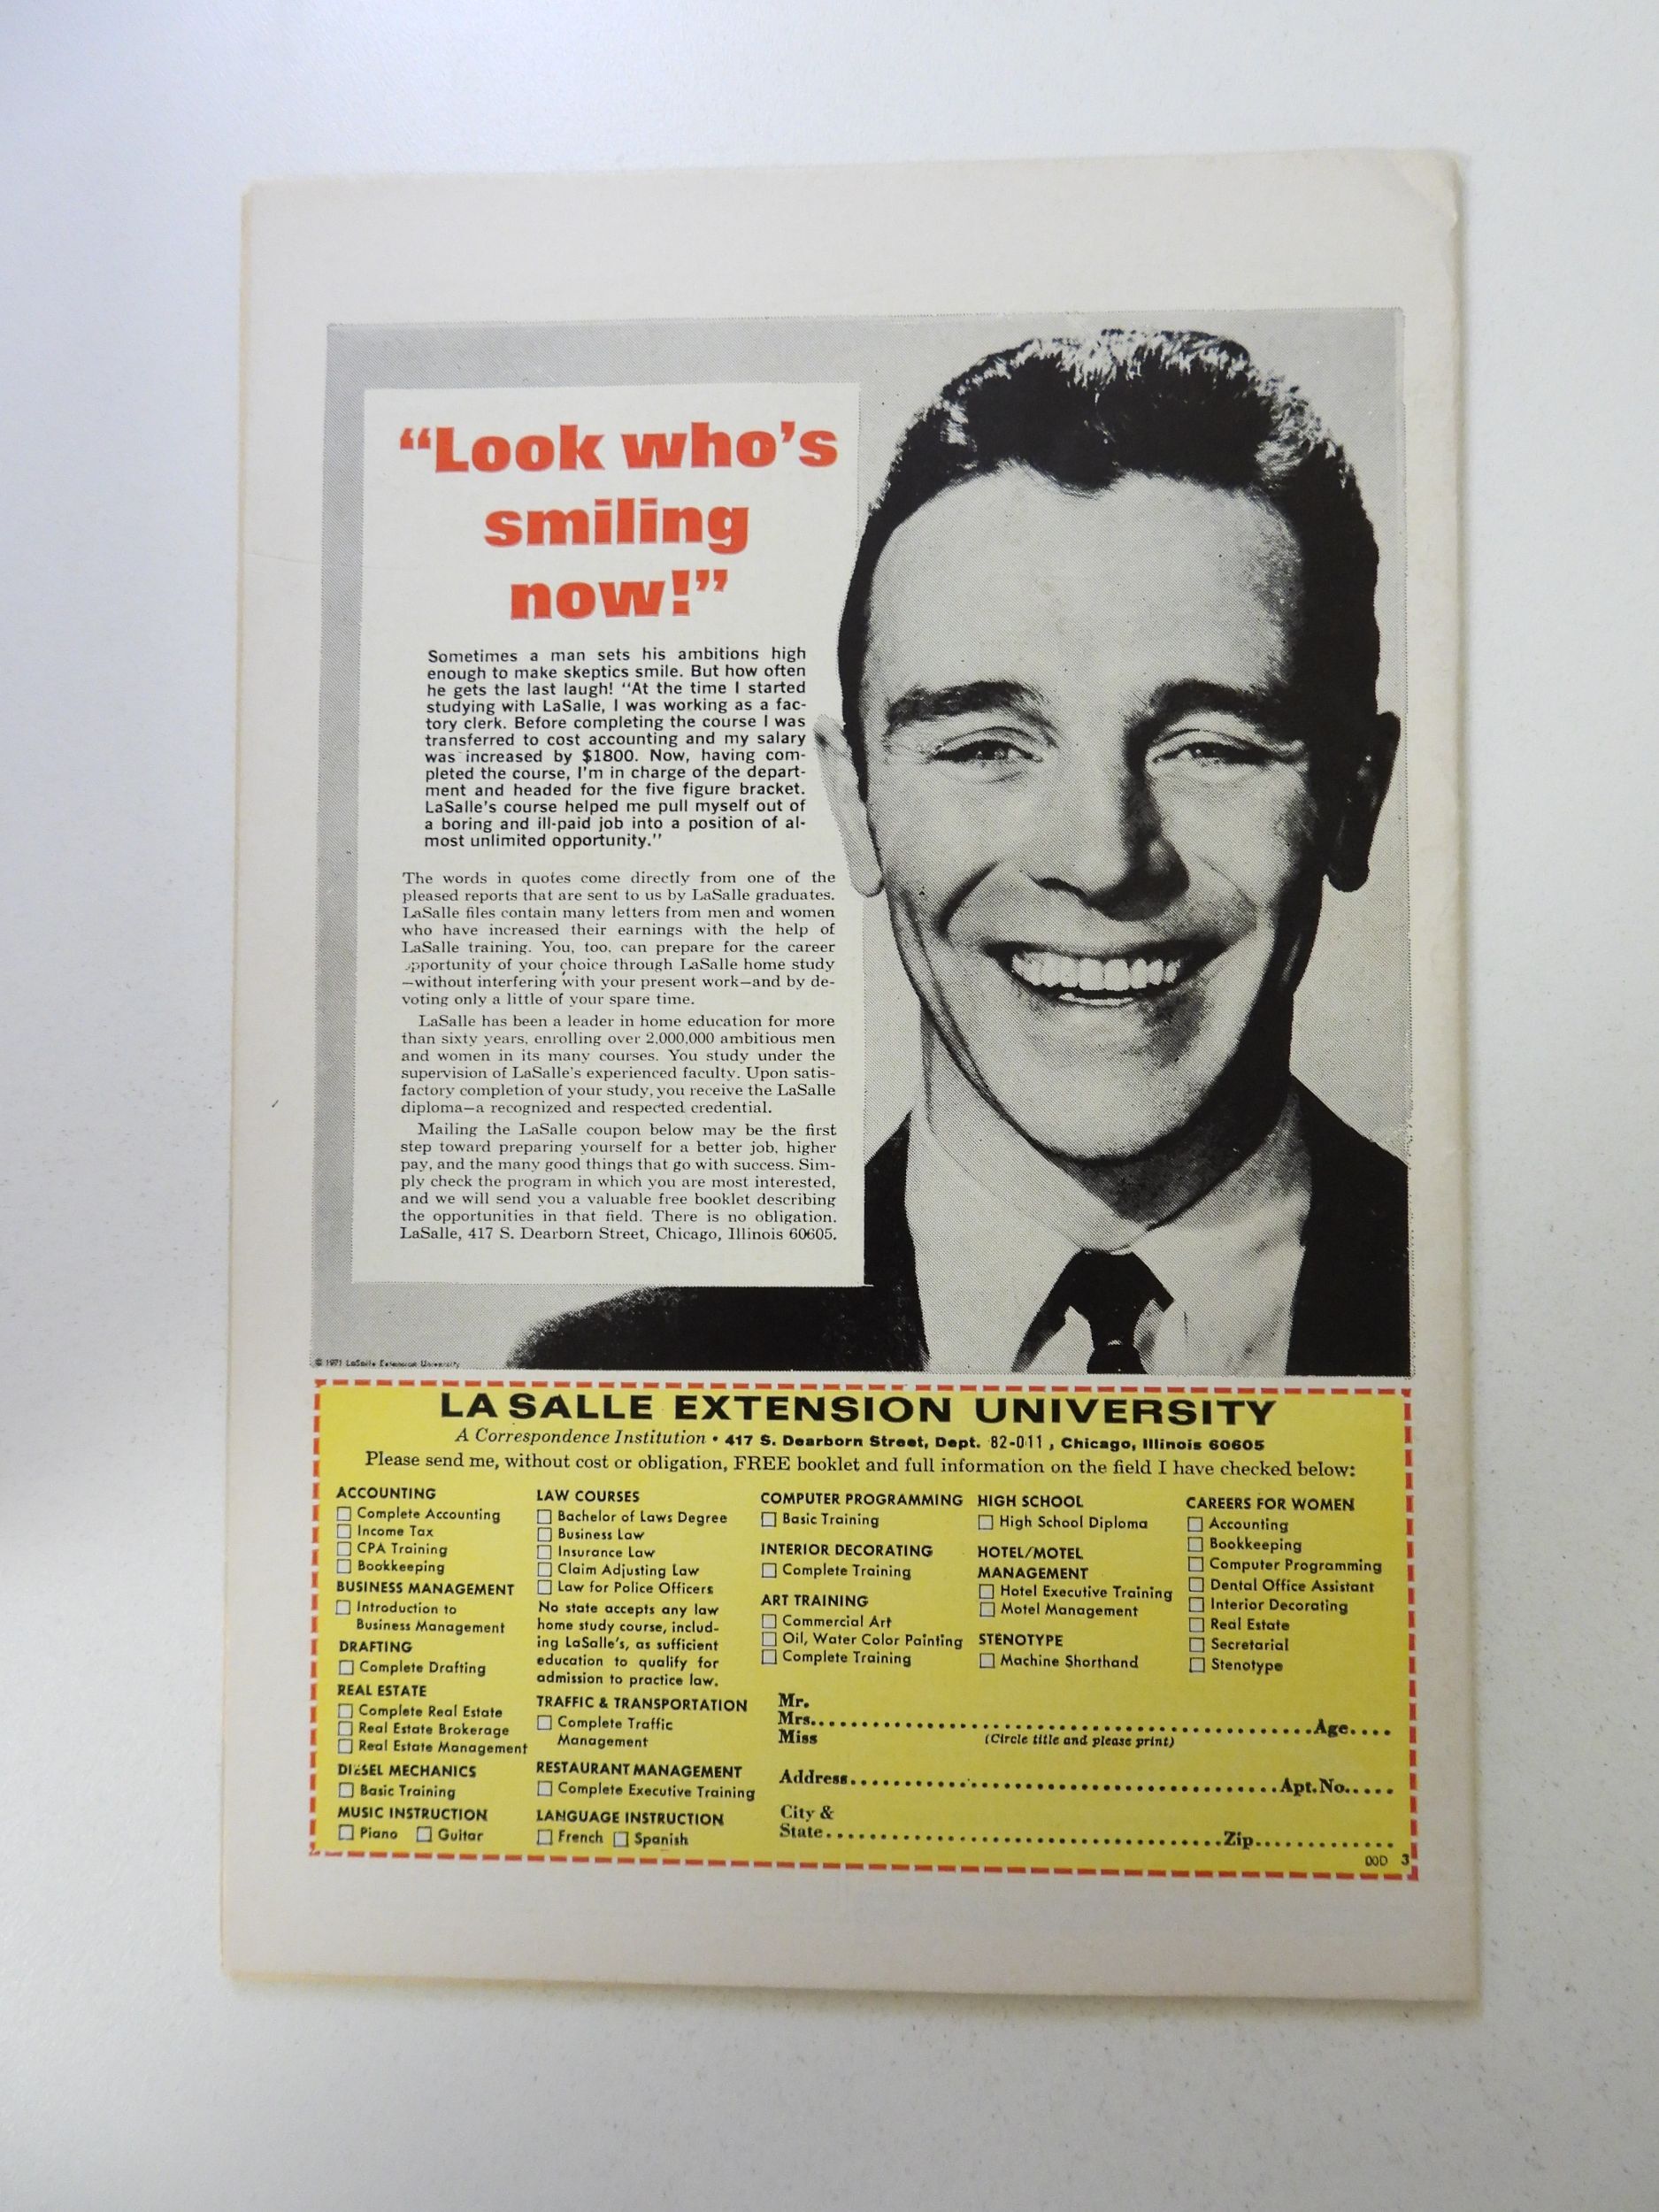 “Look who’s
smiling
now!”
Sometimes a man sets his ambitions high
enough to make skeptics smile. But how often
he gets the last laugh! “At the time I started
studying with LaSalle, I was working as a fac-
tory clerk. Before completing the course I was
transferred to cost accounting and my salary
was increased by $1800. Now, having com-
pleted the course, I’m in charge of the depart-
ment and headed for the five figure bracket.
LaSalle’s course helped me pull myself out of
a boring and ill-paid job into a position of al-
most unlimited opportunity.”
The words in quotes come directly from one of the
pleased reports that are sent to us by LaSalle graduates.
LaSalle files contain many letters from men and women
who have increased their earnings with the help of
LaSalle training. You, too, can prepare for the career
opportunity of your choice through LaSalle home study
—without interfering with your present work—and by de-
voting only a little of your spare time.
LaSalle has been a leader in home education for more
than sixty years, enrolling over 2,000,000 ambitious men
and women in its many courses. You study under the
supervision of LaSalle’s experienced faculty. Upon satis-
factory completion of your study, you receive the LaSalle
diploma—a recognized and respected credential.
Mailing the LaSalle coupon below may be the first
step toward preparing yourself for a better job, higher
pay, and the many good things that go with success. Sim-
ply check the program in which you are most interested,
and we will send you a valuable free booklet describing
the opportunities in that field. There is no obligation.
LaSalle, 417 S. Dearborn Street, Chicago, Illinois 60605.
© 1971 LaSalle Extension University
LA SALLE EXTENSION UNIVERSITY
A Correspondence Institution • 417 S. Dearborn Street, Dept. 82-011, Chicago, Illinois 60605
Please send me, without cost or obligation, FREE booklet and full information on the field I have checked below:
ACCOUNTING
Complete Accounting
Income Tax
CPA Training
Bookkeeping
BUSINESS MANAGEMENT
Introduction to
Business Management
DRAFTING
Complete Drafting
REAL ESTATE
Complete Real Estate
Real Estate Brokerage
Real Estate Management
DIESEL MECHANICS
Basic Training
MUSIC INSTRUCTION
Piano Guitar
LAW COURSES
Bachelor of Laws Degree
Business Law
Insurance Law
Claim Adjusting Law
Law for Police Officers
No state accepts any law
home study course, includ-
ing LaSalle’s, as sufficient
education to qualify for
admission to practice law.
TRAFFIC & TRANSPORTATION
Complete Traffic
Management
RESTAURANT MANAGEMENT
Complete Executive Training
LANGUAGE INSTRUCTION
French Spanish
COMPUTER PROGRAMMING
Basic Training
INTERIOR DECORATING
Complete Training
ART TRAINING
Commercial Art
Oil, Water Color Painting
Complete Training
HIGH SCHOOL
High School Diploma
HOTEL/MOTEL
MANAGEMENT
Hotel Executive Training
Motel Management
STENOTYPE
Machine Shorthand
CAREERS FOR WOMEN
Accounting
Bookkeeping
Computer Programming
Dental Office Assistant
Interior Decorating
Real Estate
Secretarial
Stenotype
Mr.
Mrs. Age
Miss (Circle title and please print)
Address Apt. No.
City &
State Zip
00D 3